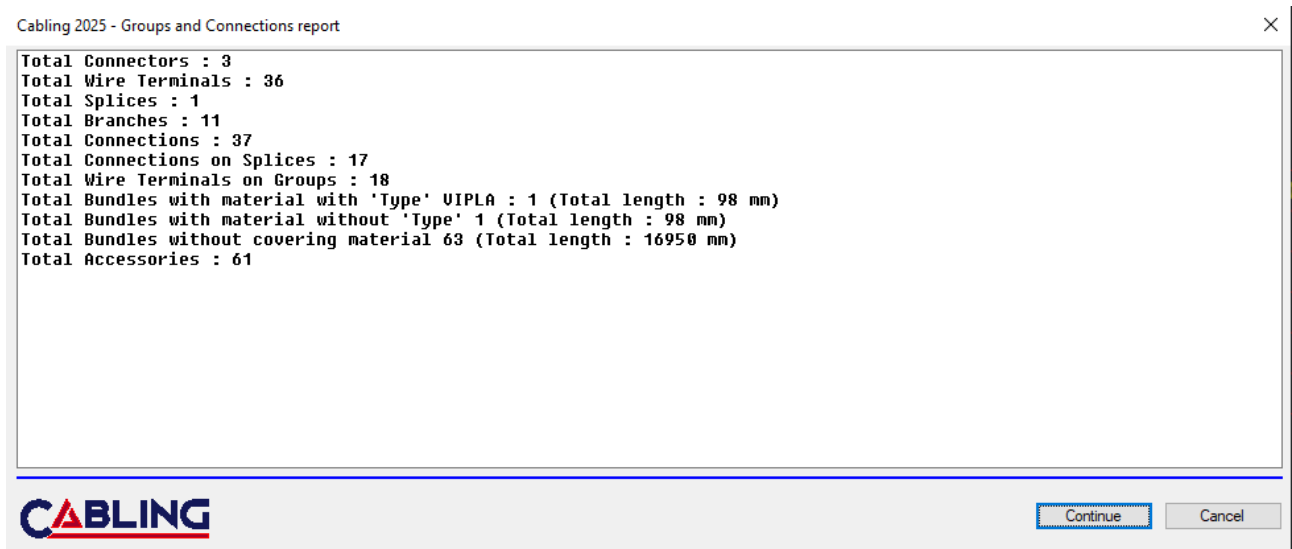 Cabling 2025 - Groups and Connections report
Total Connectors : 3
Total Wire Terminals : 36
Total Splices : 1
Total Branches : 11
Total Connections : 37
Total Connections on Splices : 17
Total Wire Terminals on Groups : 18
Total Bundles with material with 'Type' VIPLA : 1 (Total length : 98 mm)
Total Bundles with material without 'Type' 1 (Total length : 98 mm)
Total Bundles without covering material 63 (Total length : 16950 mm)
Total Accessories : 61
CABLING
Continue
Cancel